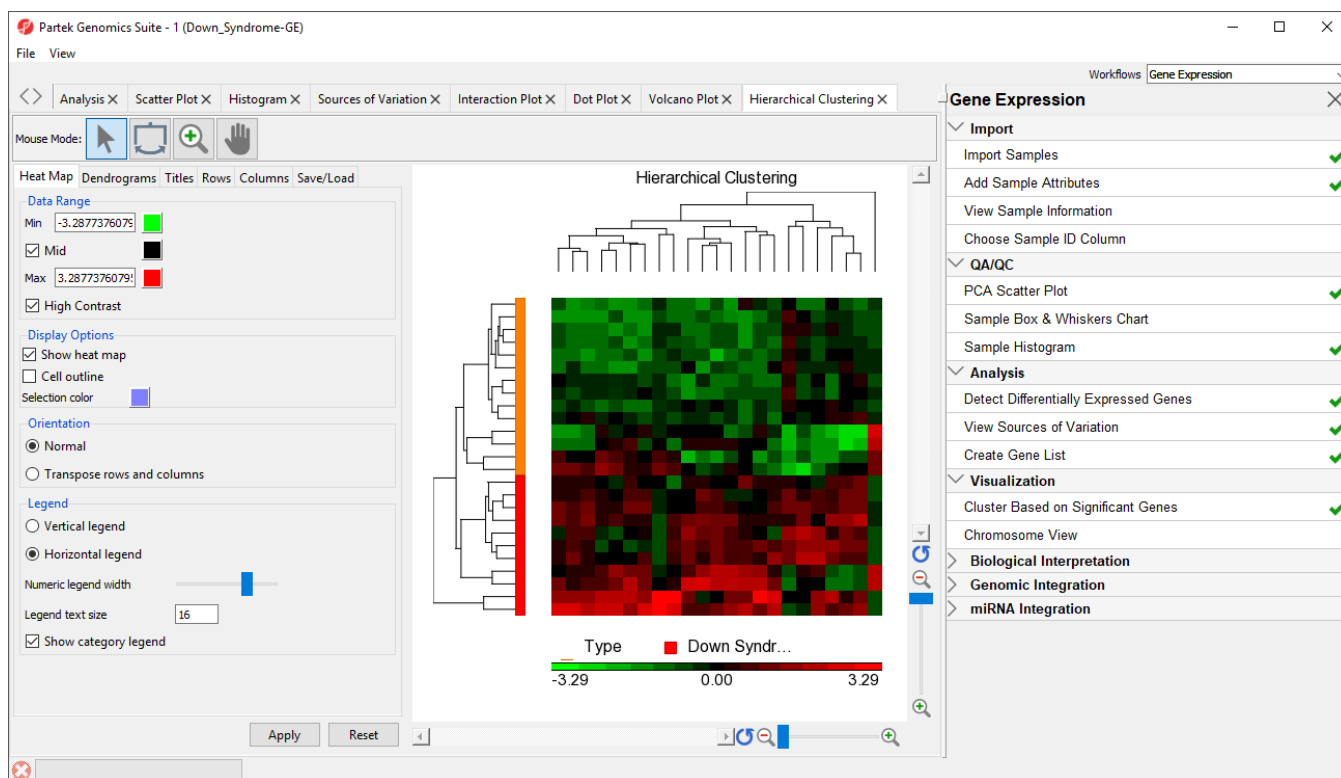 Partek Genomics Suite - 1 (Down_Syndrome-GE)
File View
Workflows Gene Expression
Analysis Scatter Plot Histogram Sources of Variation Interaction Plot Dot Plot Volcano Plot Hierarchical Clustering
Mouse Mode:
Heat Map Dendrograms Titles Rows Columns Save/Load
Data Range
Min -3.2877376079
Mid
Max 3.2877376079
High Contrast
Display Options
Show heat map
Cell outline
Selection color
Orientation
Normal
Transpose rows and columns
Legend
Vertical legend
Horizontal legend
Numeric legend width
Legend text size 16
Show category legend
Apply Reset
Hierarchical Clustering
Type Down Syndr...
-3.29 0.00 3.29
Gene Expression
Import
Import Samples
Add Sample Attributes
View Sample Information
Choose Sample ID Column
QA/QC
PCA Scatter Plot
Sample Box & Whiskers Chart
Sample Histogram
Analysis
Detect Differentially Expressed Genes
View Sources of Variation
Create Gene List
Visualization
Cluster Based on Significant Genes
Chromosome View
Biological Interpretation
Genomic Integration
miRNA Integration